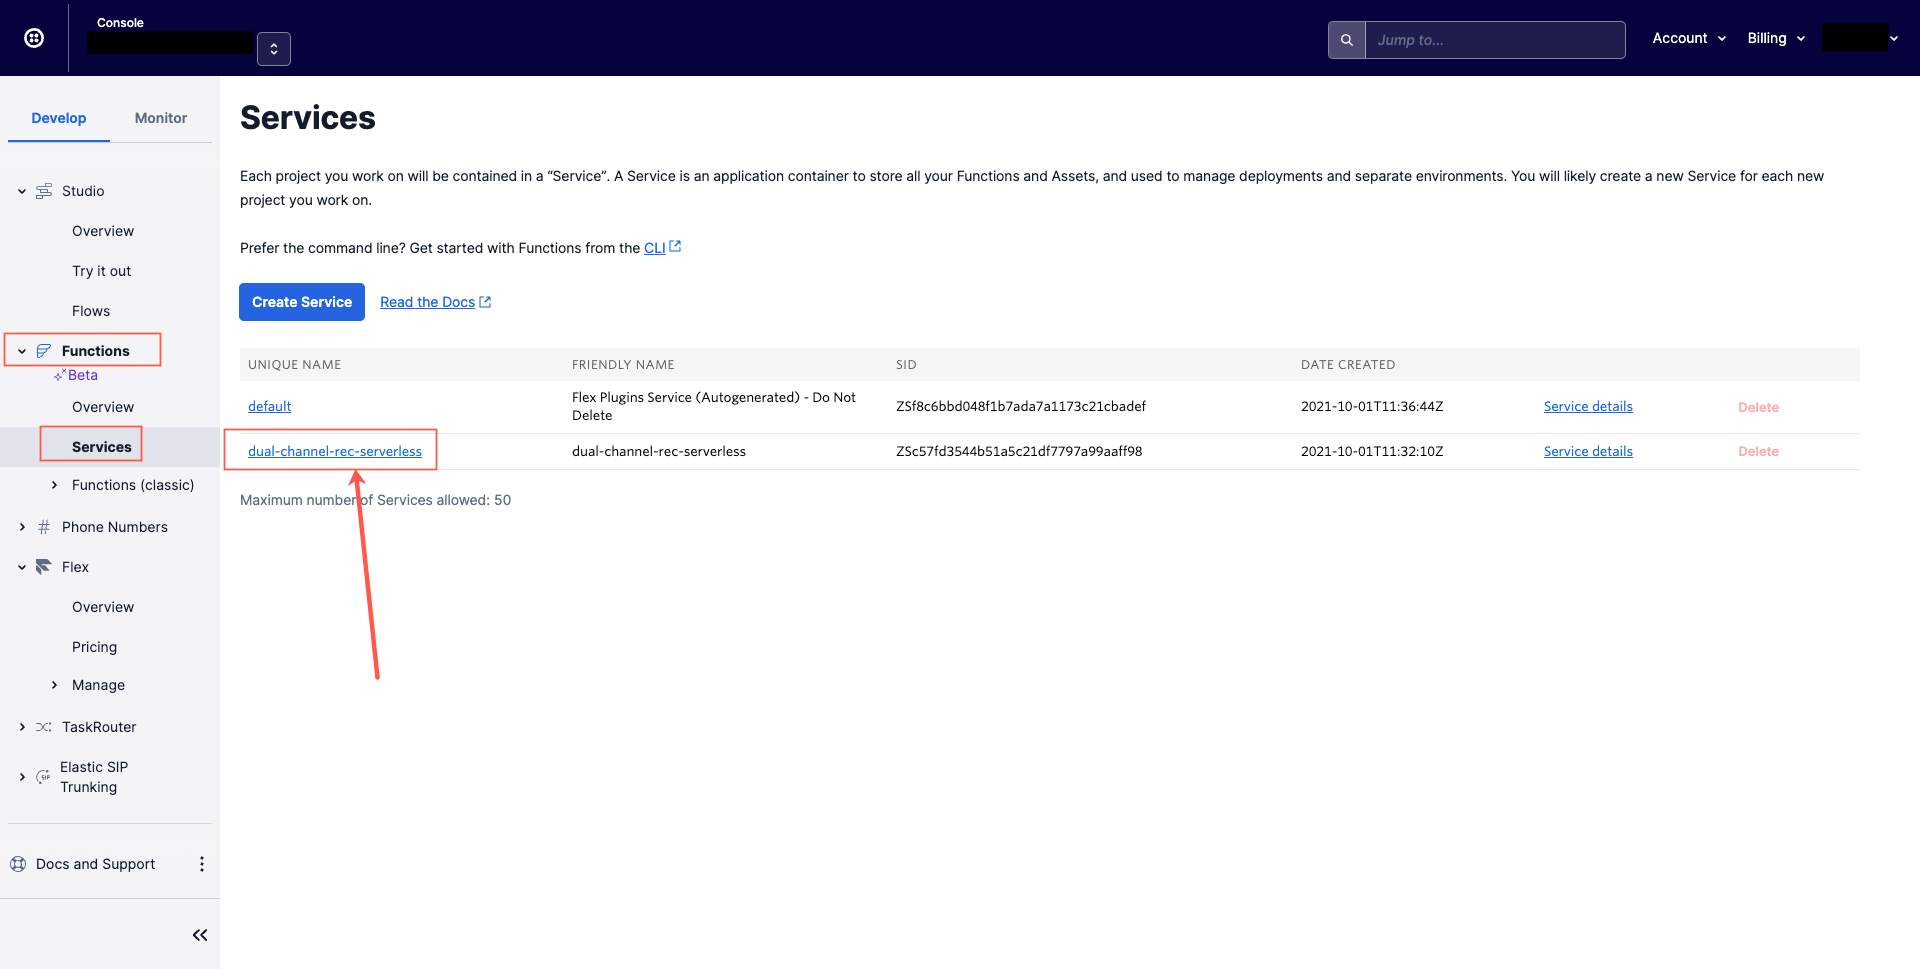 Console
Jump to...
Account
Billing
Develop
Monitor
Studio
Overview
Try it out
Flows
Functions
Beta
Overview
Services
Functions (classic)
Phone Numbers
Flex
Overview
Pricing
Manage
TaskRouter
Elastic SIP
Trunking
Docs and Support
Services
Each project you work on will be contained in a “Service”. A Service is an application container to store all your Functions and Assets, and used to manage deployments and separate environments. You will likely create a new Service for each new
project you work on.
Prefer the command line? Get started with Functions from the CLI
Create Service Read the Docs
UNIQUE NAME FRIENDLY NAME SID DATE CREATED
default Flex Plugins Service (Autogenerated) - Do Not
Delete ZSf8c6bbd048f1b7ada7a1173c21cbadef 2021-10-01T11:36:44Z Service details Delete
dual-channel-rec-serverless dual-channel-rec-serverless ZSc57fd3544b51a5c21df7797a99aaff98 2021-10-01T11:32:10Z Service details Delete
Maximum number of Services allowed: 50